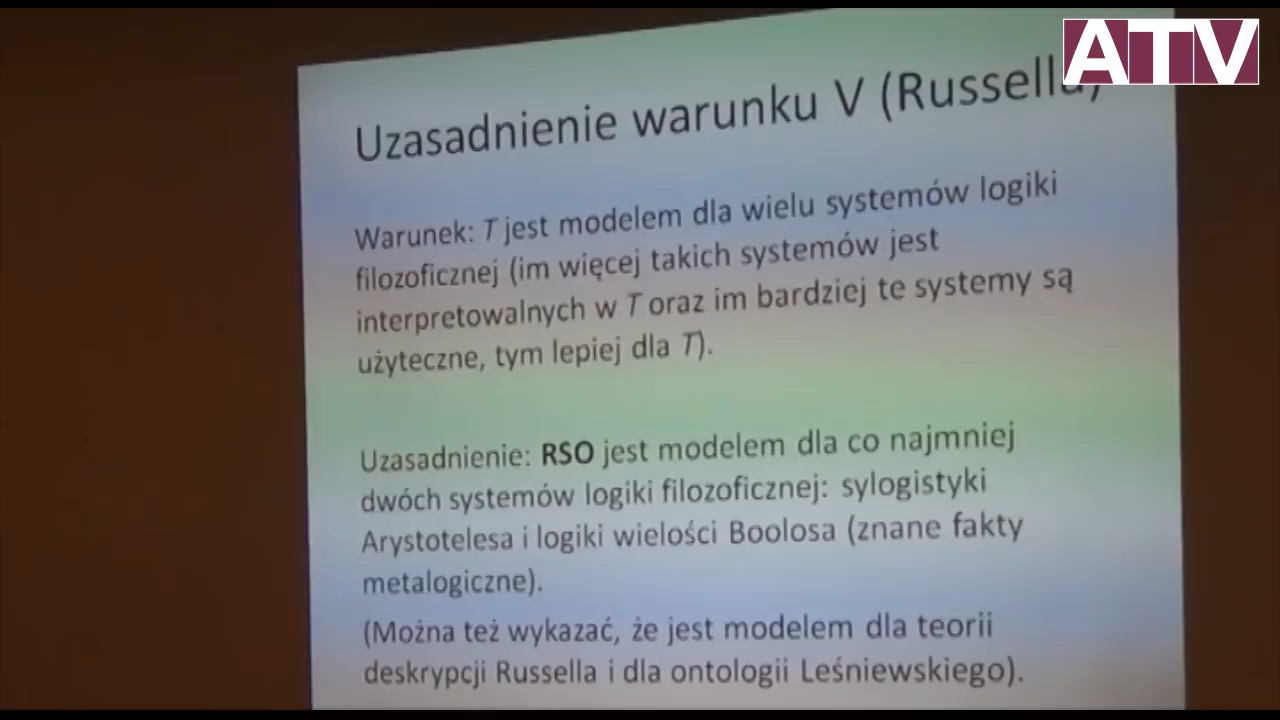 ATV
Uzasadnienie warunku V (Russella)
Warunek: T jest modelem dla wielu systemów logiki
filozoficznej (im więcej takich systemów jest
interpretowalnych w T oraz im bardziej te systemy są
użyteczne, tym lepiej dla T).
Uzasadnienie: RSO jest modelem dla co najmniej
dwóch systemów logiki filozoficznej: sylogistyki
Arystotelesa i logiki wielości Boolosa (znane fakty
metalogiczne).
(Można też wykazać, że jest modelem dla teorii
deskrypcji Russella i dla ontologii Leśniewskiego).